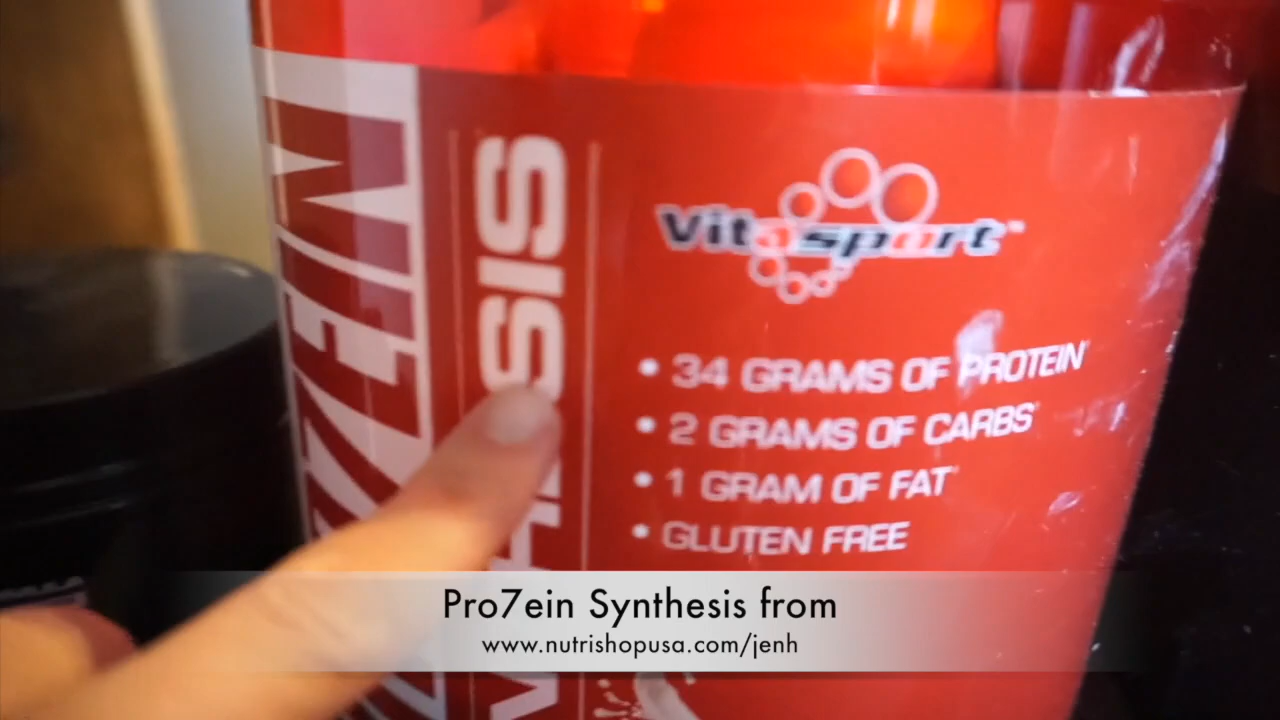 Vitasport™
• 34 GRAMS OF PROTEIN
• 2 GRAMS OF CARBS
• 1 GRAM OF FAT
• GLUTEN FREE
Pro7ein Synthesis from
www.nutrishopusa.com/jenh